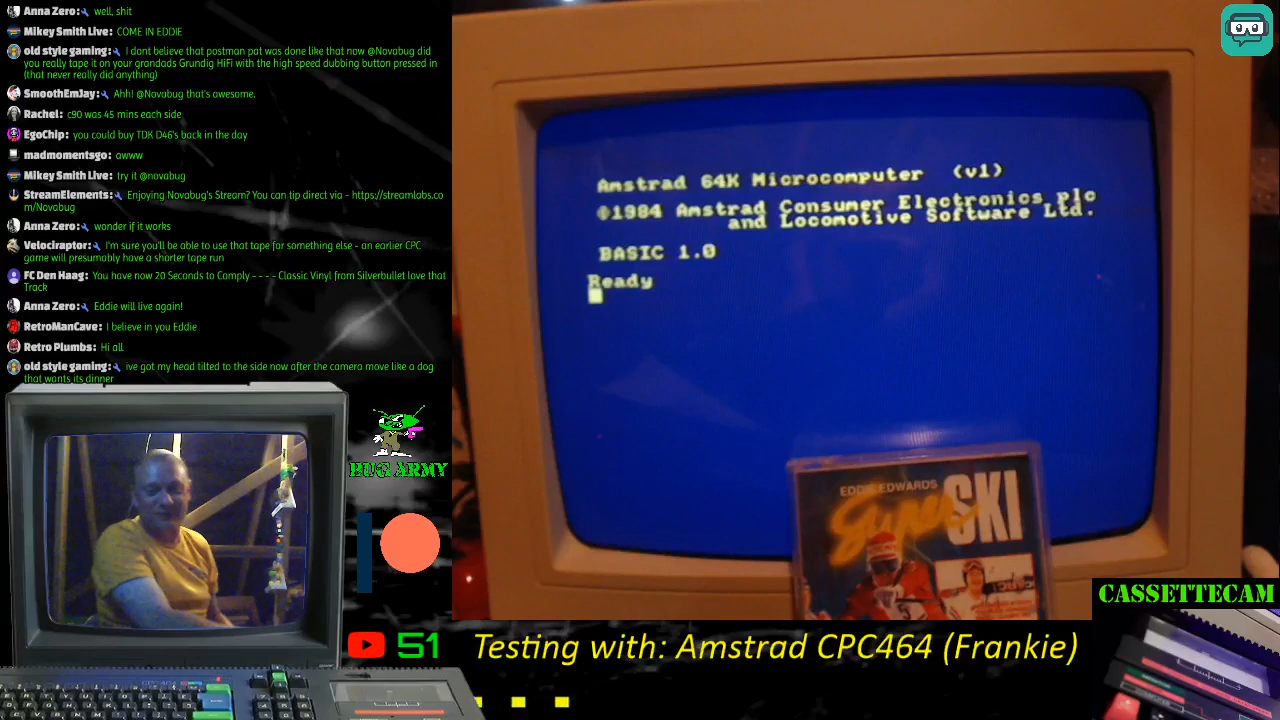 Anna Zero: well, shit
Mikey Smith Live: COME IN EDDIE
old style gaming: I dont believe that postman pat was done like that now @Novabug did
you really tape it on your grandads Grundig HiFi with the high speed dubbing button pressed in
(that never really did anything)
SmoothEmJay: Ahh! @Novabug that's awesome.
Rachel: c90 was 45 mins each side
EgoChip: you could buy TDK D46's back in the day
madmomentsgo: awww
Mikey Smith Live: try it @novabug
StreamElements: Enjoying Novabug's Stream? You can tip direct via - https://streamlabs.co
m/Novabug
Anna Zero: wonder if it works
Velociraptor: I'm sure you'll be able to use that tape for something else - an earlier CPC
game will presumably have a shorter tape run
FC Den Haag: You have now 20 Seconds to Comply - - - - Classic Vinyl from Silverbullet love that
Track
Anna Zero: Eddie will live again!
RetroManCave: I believe in you Eddie
Retro Plumbs: Hi all
old style gaming: ive got my head tilted to the side now after the camera move like a dog
that wants its dinner
Amstrad 64K Microcomputer (v1)
©1984 Amstrad Consumer Electronics plc
and Locomotive Software Ltd.
BASIC 1.0
Ready
EDDIE EDWARDS
Super
SKI
BUG ARMY
CASSETTECAM
51
Testing with: Amstrad CPC464 (Frankie)